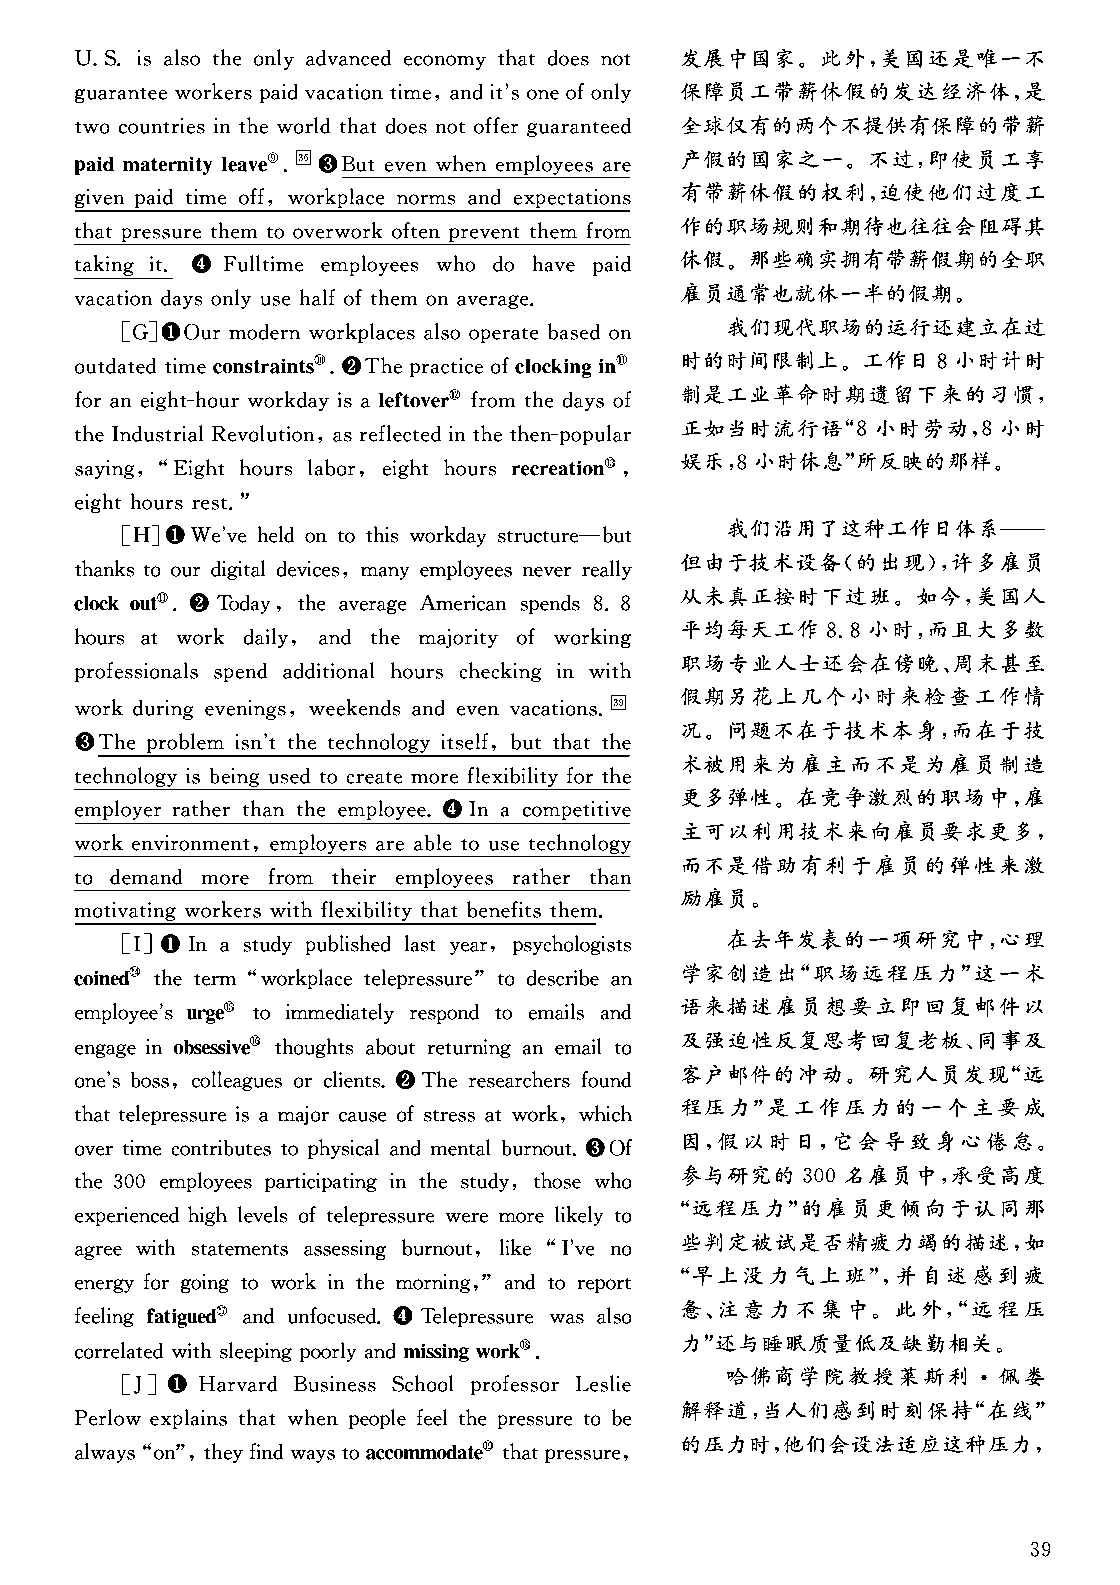 U. S. is also the only advanced economy that does not
guarantee workers paid vacation time, and it's one of only
two countries in the world that does not offer guaranteed
paid maternity leave⑨. 36 ❸But even when employees are
given paid time off, workplace norms and expectations
that pressure them to overwork often prevent them from
taking it. ❹ Fulltime employees who do have paid
vacation days only use half of them on average.
[G]❶Our modern workplaces also operate based on
outdated time constraints⑩. ❷The practice of clocking in⑪
for an eight-hour workday is a leftover⑫ from the days of
the Industrial Revolution, as reflected in the then-popular
saying, “Eight hours labor, eight hours recreation⑬,
eight hours rest.”
[H]❶We've held on to this workday structure—but
thanks to our digital devices, many employees never really
clock out⑪. ❷ Today, the average American spends 8. 8
hours at work daily, and the majority of working
professionals spend additional hours checking in with
work during evenings, weekends and even vacations. 39
❸The problem isn't the technology itself, but that the
technology is being used to create more flexibility for the
employer rather than the employee. ❹ In a competitive
work environment, employers are able to use technology
to demand more from their employees rather than
motivating workers with flexibility that benefits them.
[I]❶ In a study published last year, psychologists
coined⑭ the term “workplace telepressure” to describe an
employee's urge⑮ to immediately respond to emails and
engage in obsessive⑯ thoughts about returning an email to
one's boss, colleagues or clients. ❷ The researchers found
that telepressure is a major cause of stress at work, which
over time contributes to physical and mental burnout. ❸Of
the 300 employees participating in the study, those who
experienced high levels of telepressure were more likely to
agree with statements assessing burnout, like “I've no
energy for going to work in the morning,” and to report
feeling fatigued⑰ and unfocused. ❹ Telepressure was also
correlated with sleeping poorly and missing work⑱.
[J] ❶ Harvard Business School professor Leslie
Perlow explains that when people feel the pressure to be
always “on”, they find ways to accommodate⑲ that pressure,
发展中国家。此外,美国还是唯一不
保障员工带薪休假的发达经济体,是
全球仅有的两个不提供有保障的带薪
产假的国家之一。不过,即使员工享
有带薪休假的权利,迫使他们过度工
作的职场规则和期待也往往会阻碍其
休假。那些确实拥有带薪假期的全职
雇员通常也就休一半的假期。
我们现代职场的运行还建立在过
时的时间限制上。工作日 8 小时计时
制是工业革命时期遗留下来的习惯,
正如当时流行语“8 小时劳动,8 小时
娱乐,8 小时休息”所反映的那样。
我们沿用了这种工作日体系——
但由于技术设备(的出现),许多雇员
从未真正按时下过班。如今,美国人
平均每天工作 8.8 小时,而且大多数
职场专业人士还会在傍晚、周末甚至
假期另花上几个小时来检查工作情
况。问题不在于技术本身,而在于技
术被用来为雇主而不是为雇员制造
更多弹性。在竞争激烈的职场中,雇
主可以利用技术来向雇员要求更多,
而不是借助有利于雇员的弹性来激
励雇员。
在去年发表的一项研究中,心理
学家创造出“职场远程压力”这一术
语来描述雇员想要立即回复邮件以
及强迫性反复思考回复老板、同事及
客户邮件的冲动。研究人员发现“远
程压力”是工作压力的一个主要成
因,假以时日,它会导致身心倦怠。
参与研究的 300 名雇员中,承受高度
“远程压力”的雇员更倾向于认同那
些判定被试是否精疲力竭的描述,如
“早上没力气上班”,并自述感到疲
惫、注意力不集中。此外,“远程压
力”还与睡眠质量低及缺勤相关。
哈佛商学院教授莱斯利·佩娄
解释道,当人们感到时刻保持“在线”
的压力时,他们会设法适应这种压力,
39